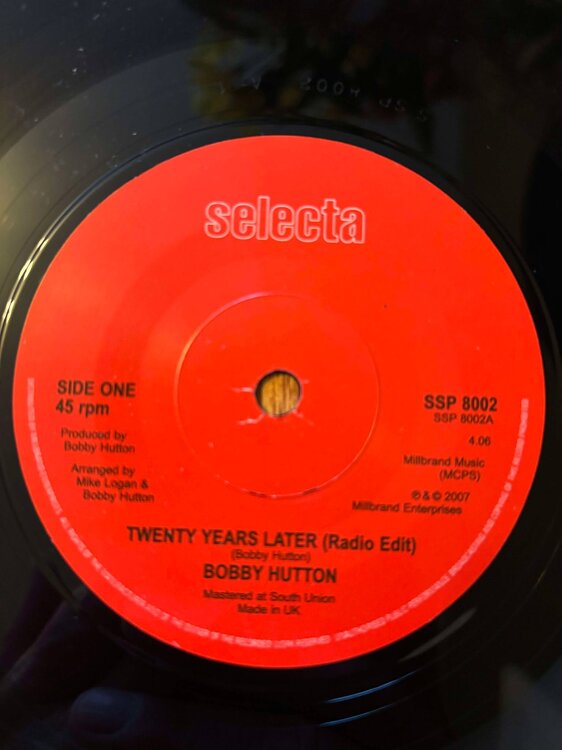 selecta
SIDE ONE
45 rpm
Produced by
Bobby Hutton
Arranged by
Mike Logan &
Bobby Hutton
SSP 8002
SSP 8002A
4.06
Millbrand Music
(MCPS)
℗ & © 2007
Millbrand Enterprises
TWENTY YEARS LATER (Radio Edit)
(Bobby Hutton)
BOBBY HUTTON
Mastered at South Union
Made in UK